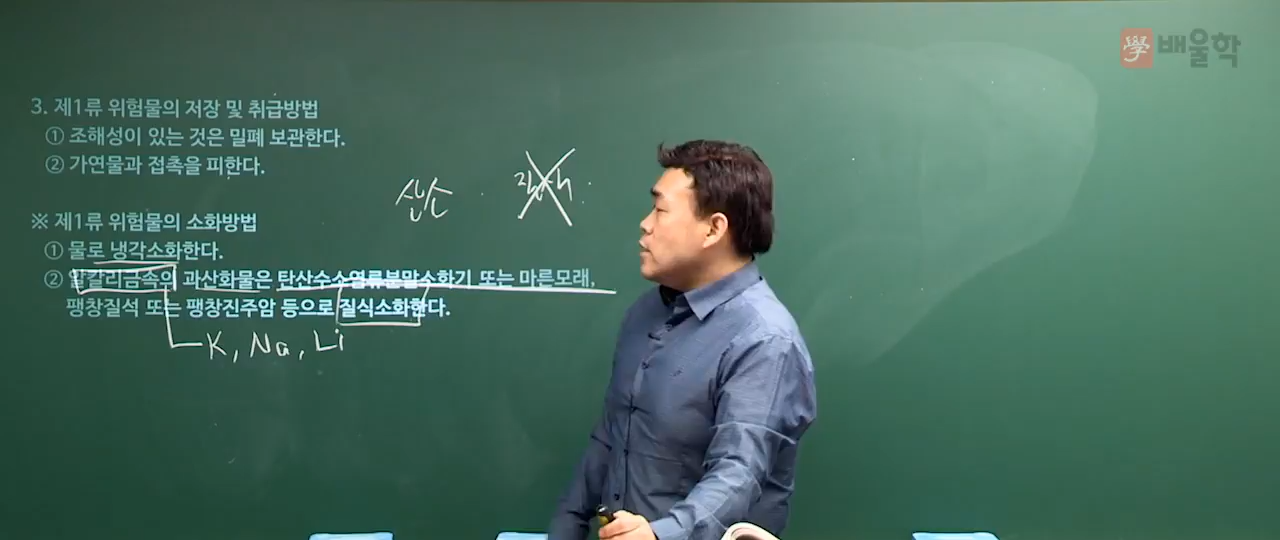 學 배울학
3. 제1류 위험물의 저장 및 취급방법
① 조해성이 있는 것은 밀폐 보관한다.
② 가연물과 접촉을 피한다.
산소
※ 제1류 위험물의 소화방법
① 물로 냉각소화한다.
② 알칼리금속의 과산화물은 탄산수소염류분말소화기 또는 마른모래,
팽창질석 또는 팽창진주암 등으로 질식소화한다.
K, Na, Li